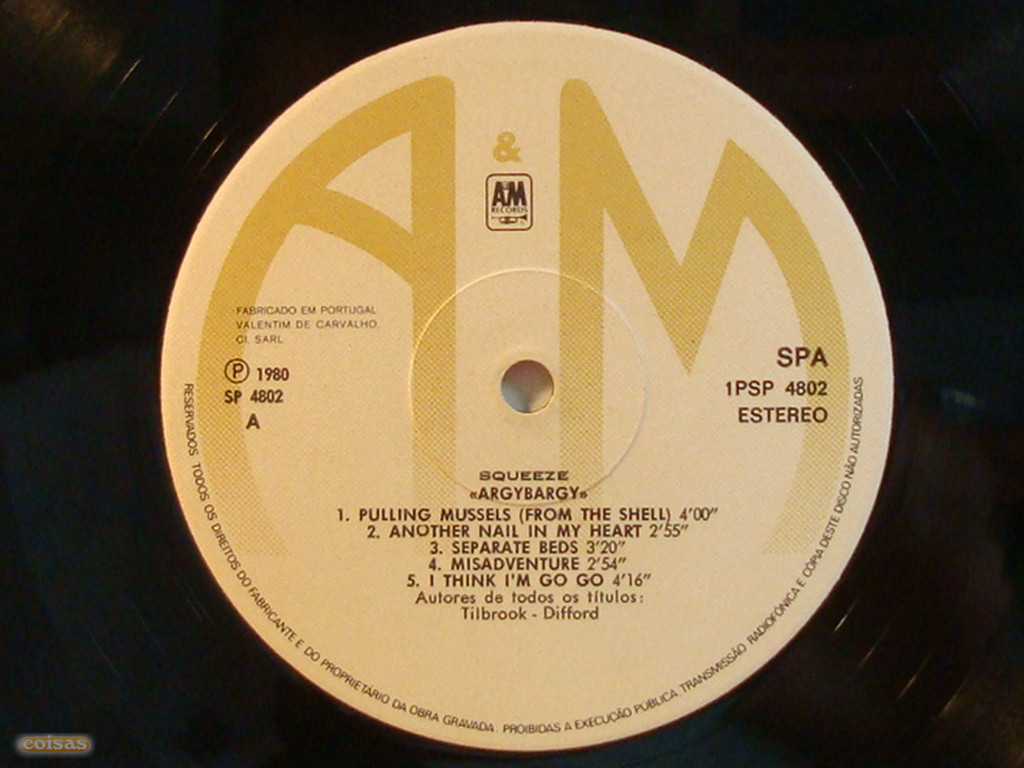 A & M
A&M
RECORDS
FABRICADO EM PORTUGAL
VALENTIM DE CARVALHO,
CI. SARL
Ⓟ 1980
SP 4802
A
SPA
1PSP 4802
ESTEREO
SQUEEZE
«ARGYBARGY»
1. PULLING MUSSELS (FROM THE SHELL) 4'00"
2. ANOTHER NAIL IN MY HEART 2'55"
3. SEPARATE BEDS 3'20"
4. MISADVENTURE 2'54"
5. I THINK I'M GO GO 4'16"
Autores de todos os títulos:
Tilbrook - Difford
RESERVADOS TODOS OS DIREITOS DO FABRICANTE E DO PROPRIETÁRIO DA OBRA GRAVADA. PROIBIDAS A EXECUÇÃO PÚBLICA, TRANSMISSÃO RADIOFÓNICA E CÓPIA DESTE DISCO NÃO AUTORIZADAS
coisas